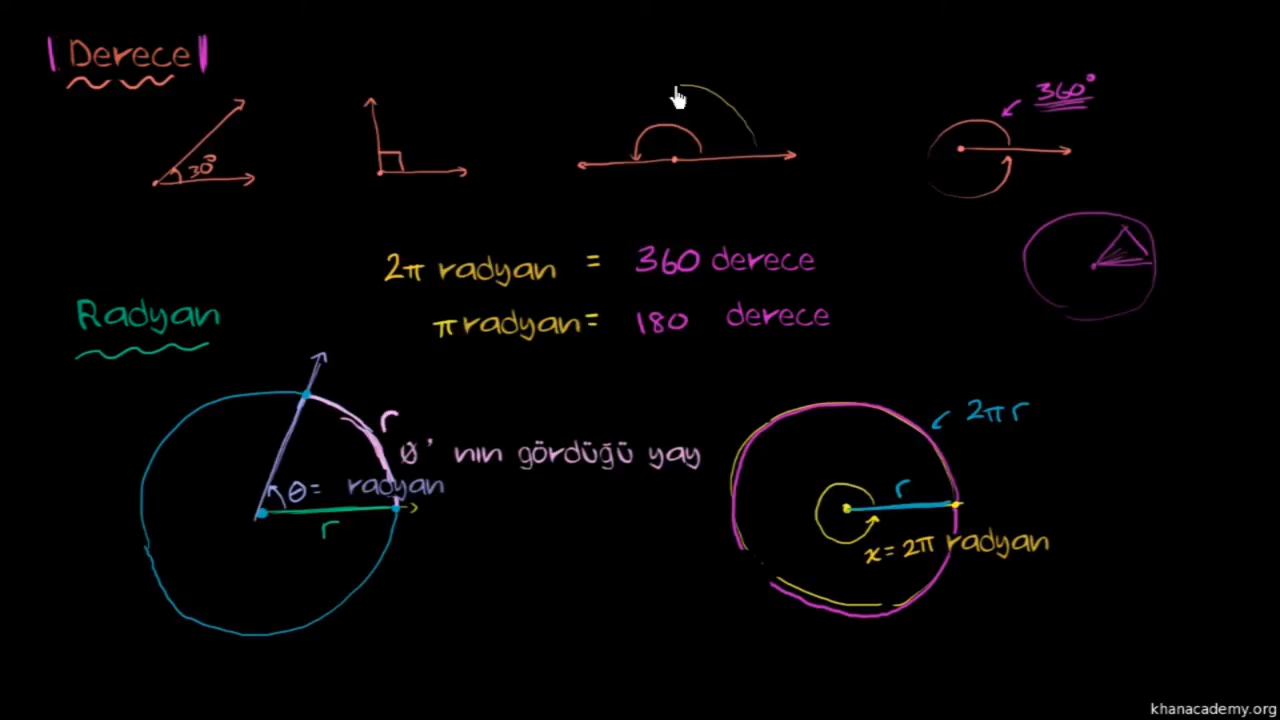 Derece
360°
30°
2π radyan = 360 derece
Radyan
π radyan = 180 derece
2πr
r
θ' nın gördüğü yay
θ = radyan
r
r
x = 2π radyan
khanacademy.org